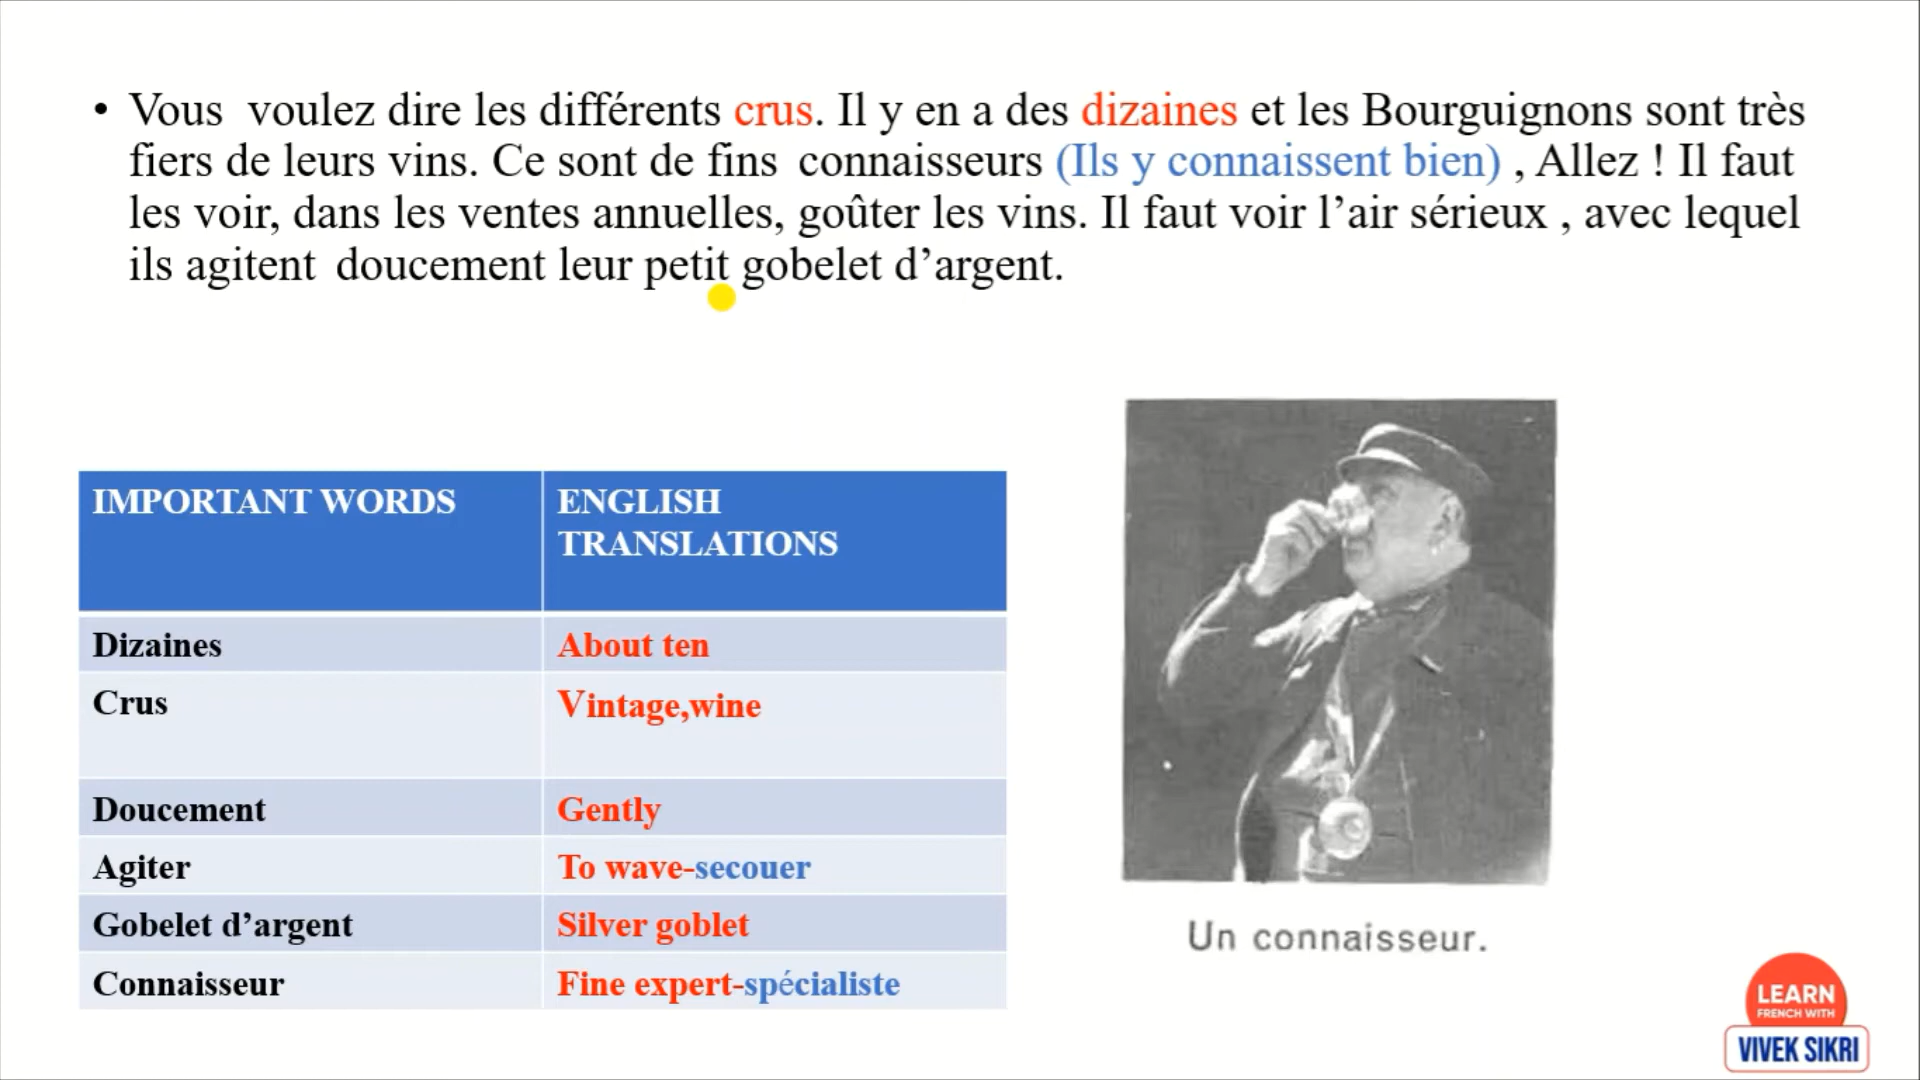 • Vous voulez dire les différents crus. Il y en a des dizaines et les Bourguignons sont très
fiers de leurs vins. Ce sont de fins connaisseurs (Ils y connaissent bien) , Allez ! Il faut
les voir, dans les ventes annuelles, goûter les vins. Il faut voir l’air sérieux , avec lequel
ils agitent doucement leur petit gobelet d’argent.
IMPORTANT WORDS
ENGLISH
TRANSLATIONS
Dizaines
About ten
Crus
Vintage,wine
Doucement
Gently
Agiter
To wave-secouer
Gobelet d’argent
Silver goblet
Connaisseur
Fine expert-spécialiste
Un connaisseur.
LEARN
FRENCH WITH
VIVEK SIKRI